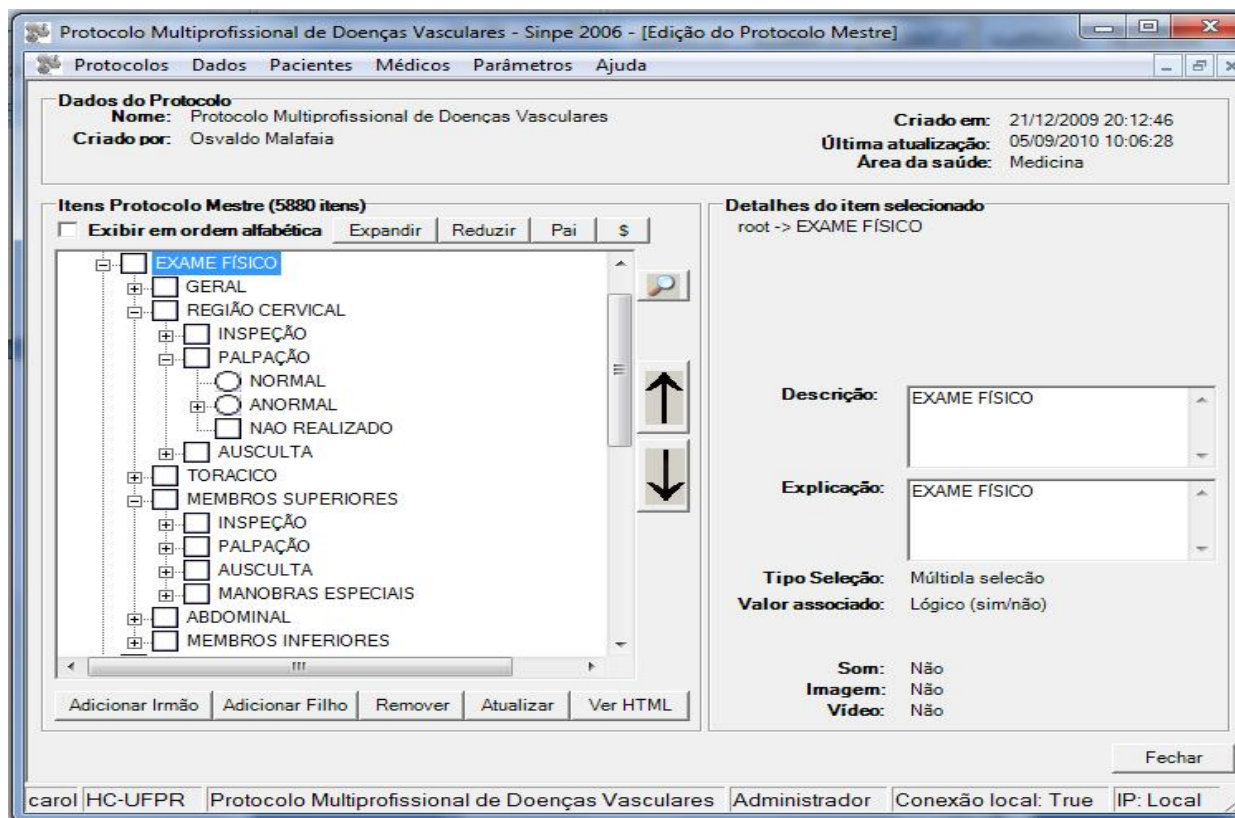 Protocolo Multiprofissional de Doenças Vasculares - Sinpe 2006 - [Edição do Protocolo Mestre]
Protocolos Dados Pacientes Médicos Parâmetros Ajuda
Dados do Protocolo
Nome: Protocolo Multiprofissional de Doenças Vasculares
Criado por: Osvaldo Malafaia
Criado em: 21/12/2009 20:12:46
Última atualização: 05/09/2010 10:06:28
Área da saúde: Medicina
Itens Protocolo Mestre (5880 itens)
Exibir em ordem alfabética Expandir Reduzir Pai $
EXAME FÍSICO
GERAL
REGIÃO CERVICAL
INSPEÇÃO
PALPAÇÃO
NORMAL
ANORMAL
NAO REALIZADO
AUSCULTA
TORACICO
MEMBROS SUPERIORES
INSPEÇÃO
PALPAÇÃO
AUSCULTA
MANOBRAS ESPECIAIS
ABDOMINAL
MEMBROS INFERIORES
Adicionar Irmão Adicionar Filho Remover Atualizar Ver HTML
Detalhes do item selecionado
root -> EXAME FÍSICO
Descrição: EXAME FÍSICO
Explicação: EXAME FÍSICO
Tipo Seleção: Múltipla seleção
Valor associado: Lógico (sim/não)
Som: Não
Imagem: Não
Vídeo: Não
Fechar
carol HC-UFPR Protocolo Multiprofissional de Doenças Vasculares Administrador Conexão local: True IP: Local